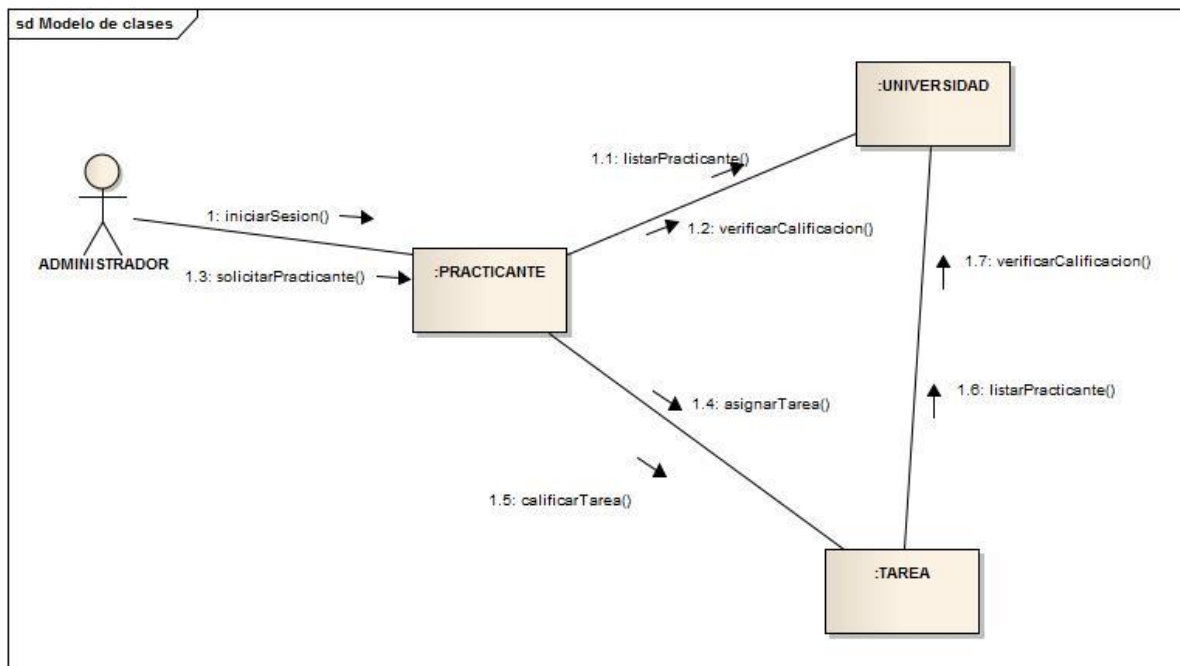 sd Modelo de clases
:UNIVERSIDAD
1.1: listarPracticante()
1: iniciarSesion()
1.2: verificarCalificacion()
ADMINISTRADOR
1.3: solicitarPracticante()
:PRACTICANTE
1.7: verificarCalificacion()
1.6: listarPracticante()
1.4: asignarTarea()
1.5: calificarTarea()
:TAREA